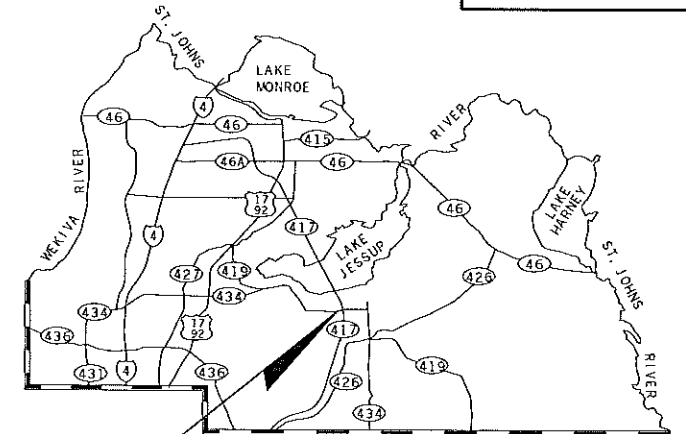 ST. JOHNS
LAKE
MONROE
4
46
46
415
RIVER
46A
46
RIVER
17
92
46
LAKE
HARNEY
WEKIVA
4
417
LAKE
JESSUP
ST. JOHNS
427
419
426
46
434
434
17
92
417
436
RIVER
436
419
431
4
426
434